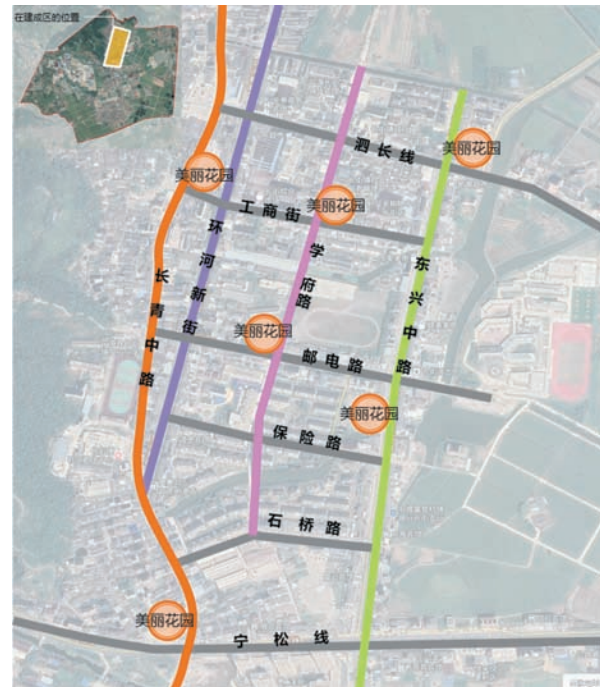 在建成区的位置
泗长线
美丽花园
美丽花园
工商街
美丽花园
环河新街
学府路
东兴中路
长青中路
美丽花园
邮电路
美丽花园
保险路
石桥路
美丽花园
宁松线